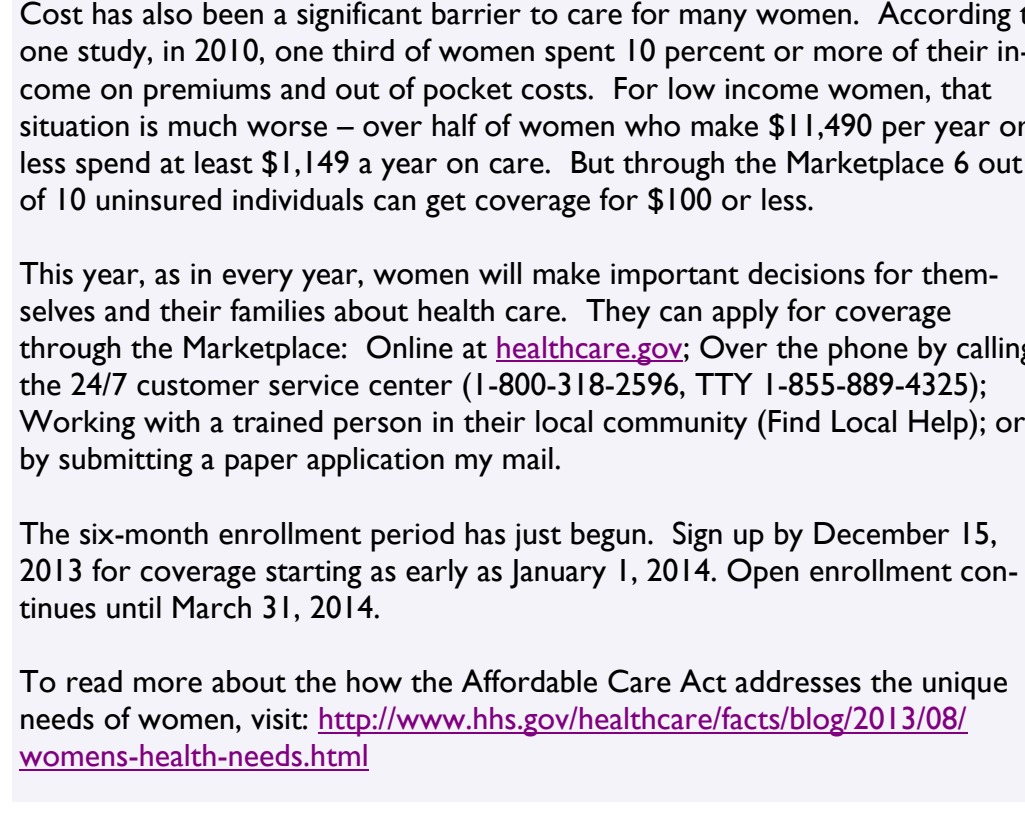 Cost has also been a significant barrier to care for many women.  According t
one study, in 2010, one third of women spent 10 percent or more of their in-
come on premiums and out of pocket costs.  For low income women, that
situation is much worse – over half of women who make $11,490 per year or
less spend at least $1,149 a year on care.  But through the Marketplace 6 out
of 10 uninsured individuals can get coverage for $100 or less.
This year, as in every year, women will make important decisions for them-
selves and their families about health care.  They can apply for coverage
through the Marketplace:  Online at healthcare.gov; Over the phone by calling
the 24/7 customer service center (1-800-318-2596, TTY 1-855-889-4325);
Working with a trained person in their local community (Find Local Help); or
by submitting a paper application my mail.
The six-month enrollment period has just begun.  Sign up by December 15,
2013 for coverage starting as early as January 1, 2014. Open enrollment con-
tinues until March 31, 2014.
To read more about the how the Affordable Care Act addresses the unique
needs of women, visit: http://www.hhs.gov/healthcare/facts/blog/2013/08/
womens-health-needs.html